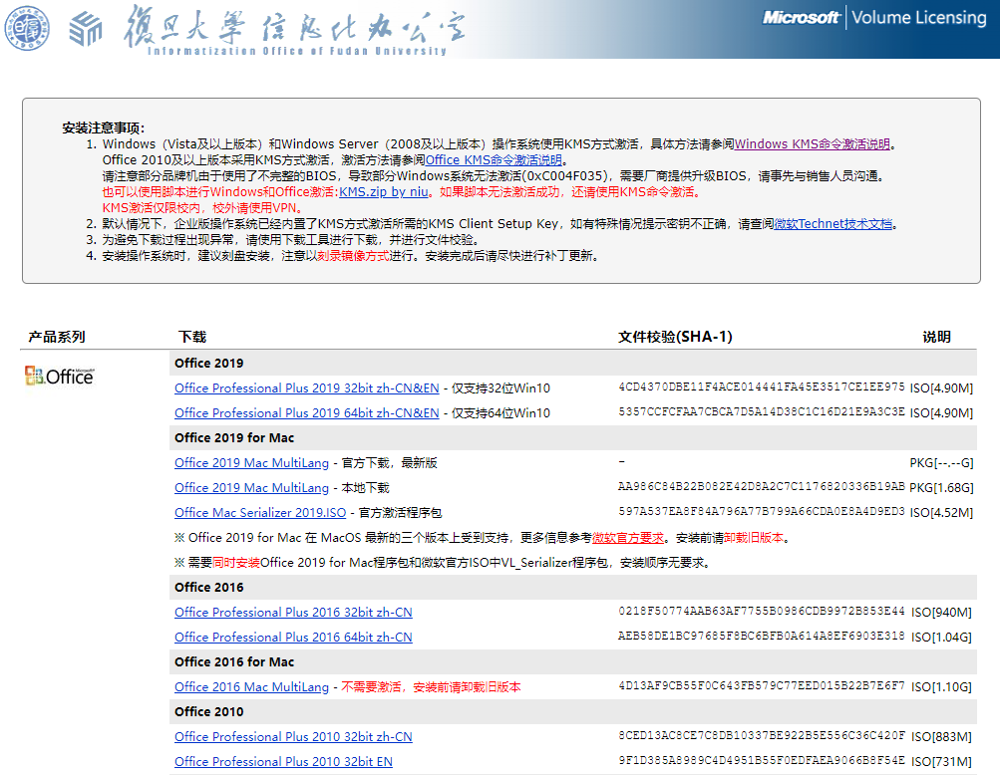 復旦大學 信息化办公室
Informatization Office of Fudan University
Microsoft | Volume Licensing
安装注意事项:
1. Windows（Vista及以上版本）和Windows Server（2008及以上版本）操作系统使用KMS方式激活，具体方法请参阅Windows KMS命令激活说明。
Office 2010及以上版本采用KMS方式激活，激活方法请参阅Office KMS命令激活说明。
请注意部分品牌机由于使用了不完整的BIOS，导致部分Windows系统无法激活(0xC004F035)，需要厂商提供升级BIOS，请事先与销售人员沟通。
也可以使用脚本进行Windows和Office激活:KMS.zip by niu。如果脚本无法激活成功，还请使用KMS命令激活。
KMS激活仅限校内，校外请使用VPN。
2. 默认情况下，企业版操作系统已经内置了KMS方式激活所需的KMS Client Setup Key，如有特殊情况提示密钥不正确，请查阅微软Technet技术文档。
3. 为避免下载过程出现异常，请使用下载工具进行下载，并进行文件校验。
4. 安装操作系统时，建议刻盘安装，注意以刻录镜像方式进行。安装完成后请尽快进行补丁更新。
产品系列 下载 文件校验(SHA-1) 说明
Office
Office 2019
Office Professional Plus 2019 32bit zh-CN&EN - 仅支持32位Win10 4CD4370DBE11F4ACE014441FA45E3517CE1EE975 ISO[4.90M]
Office Professional Plus 2019 64bit zh-CN&EN - 仅支持64位Win10 5357CCFCFAA7CBCA7D5A14D38C1C16D21E9A3C3E ISO[4.90M]
Office 2019 for Mac
Office 2019 Mac MultiLang - 官方下载，最新版 - PKG[--.--G]
Office 2019 Mac MultiLang - 本地下载 AA986C84B22B082E42D8A2C7C1176820336B19AB PKG[1.68G]
Office Mac Serializer 2019.ISO - 官方激活程序包 597A537EA8F84A796A77B799A66CDA0E8A4D9ED3 ISO[4.52M]
※ Office 2019 for Mac 在 MacOS 最新的三个版本上受到支持，更多信息参考微软官方要求。安装前请卸载旧版本。
※ 需要同时安装Office 2019 for Mac程序包和微软官方ISO中VL_Serializer程序包，安装顺序无要求。
Office 2016
Office Professional Plus 2016 32bit zh-CN 0218F50774AAB63AF7755B0986CDB9972B853E44 ISO[940M]
Office Professional Plus 2016 64bit zh-CN AEB58DE1BC97685F8BC6BFB0A614A8EF6903E318 ISO[1.04G]
Office 2016 for Mac
Office 2016 Mac MultiLang - 不需要激活，安装前请卸载旧版本 4D13AF9CB55F0C643FB579C77EED015B22B7E6F7 ISO[1.10G]
Office 2010
Office Professional Plus 2010 32bit zh-CN 8CED13AC8CE7C8DB10337BE922B5E556C36C420F ISO[883M]
Office Professional Plus 2010 32bit EN 9F1D385A8989C4D4951B55F0EDFAEA9066B8F54E ISO[731M]